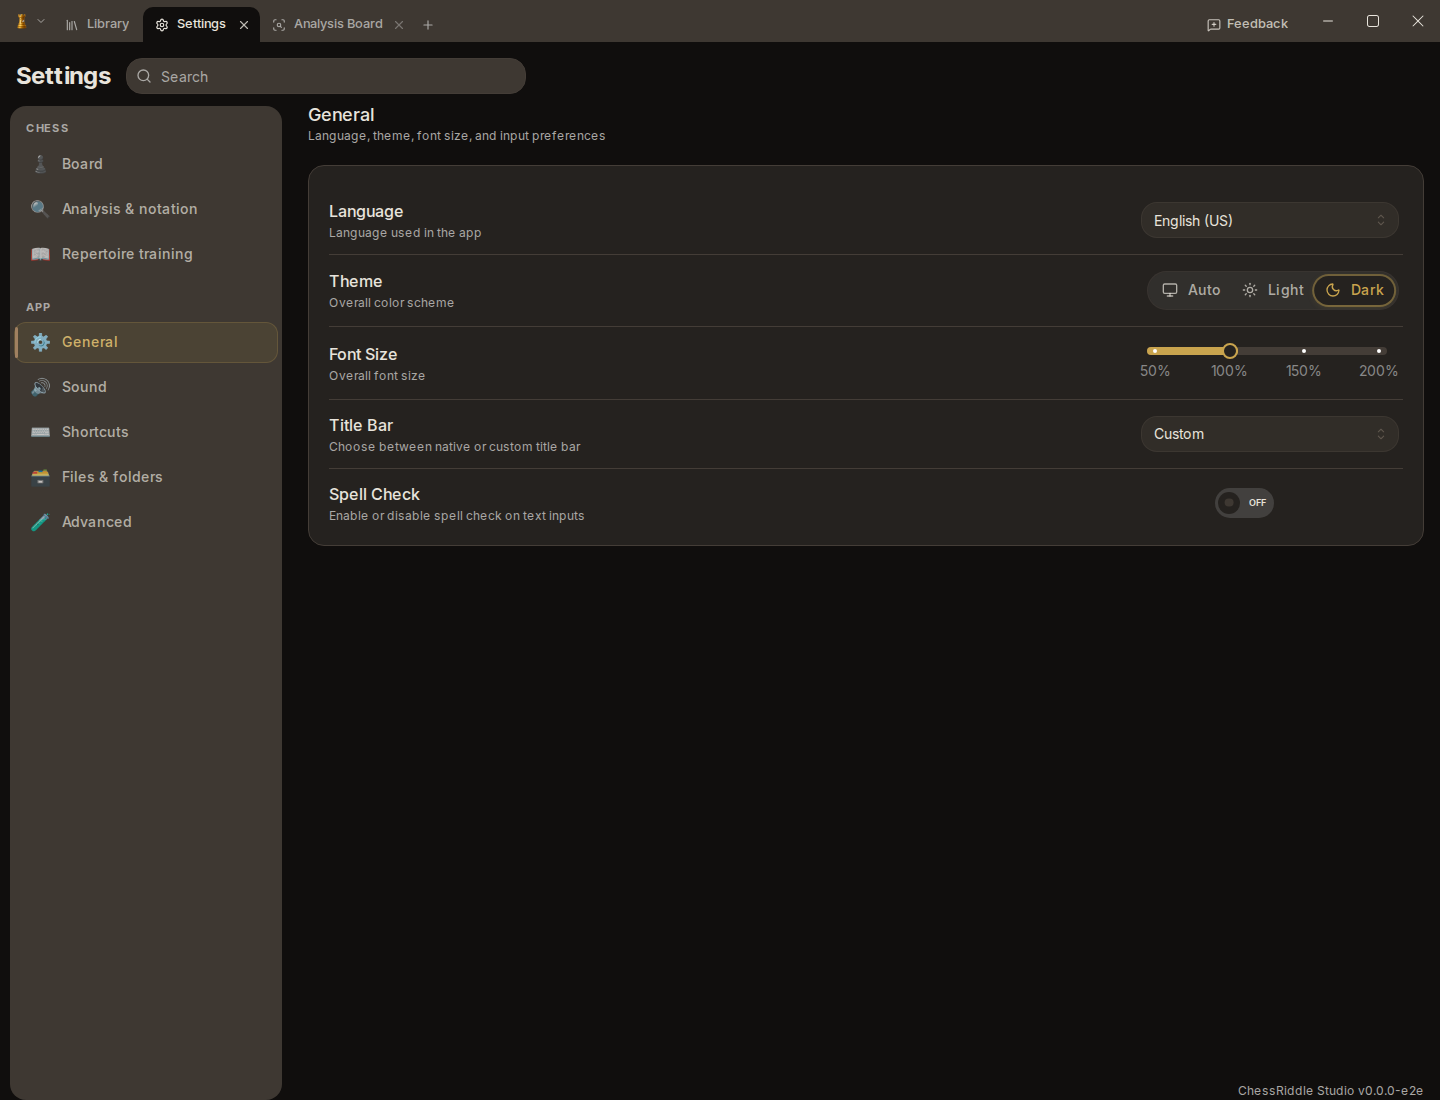 Library
Settings
Analysis Board
Feedback
Settings
Search
CHESS
Board
Analysis & notation
Repertoire training
APP
General
Sound
Shortcuts
Files & folders
Advanced
General
Language, theme, font size, and input preferences
Language
Language used in the app
English (US)
Theme
Overall color scheme
Auto
Light
Dark
Font Size
Overall font size
50%
100%
150%
200%
Title Bar
Choose between native or custom title bar
Custom
Spell Check
Enable or disable spell check on text inputs
OFF
ChessRiddle Studio v0.0.0-e2e